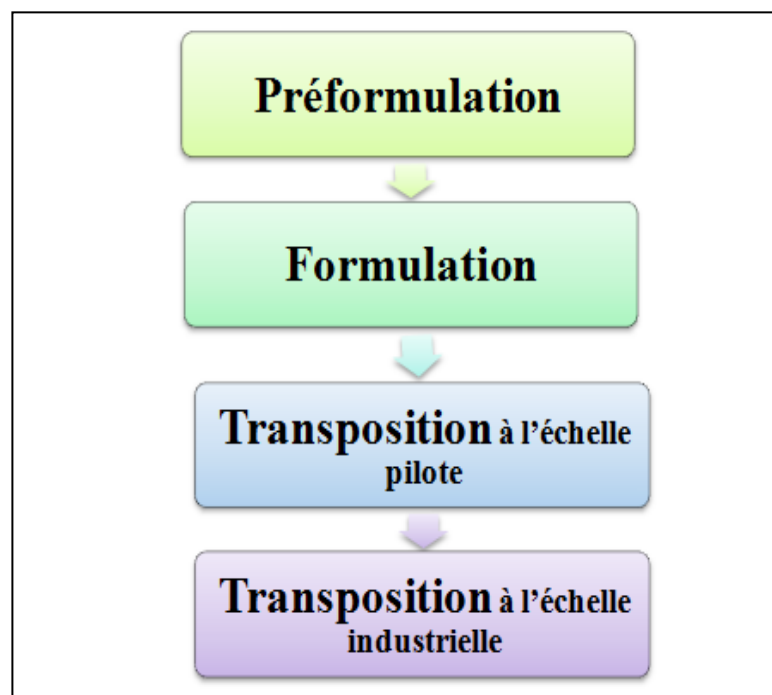 Préformulation
Formulation
Transposition à l’échelle
pilote
Transposition à l’échelle
industrielle